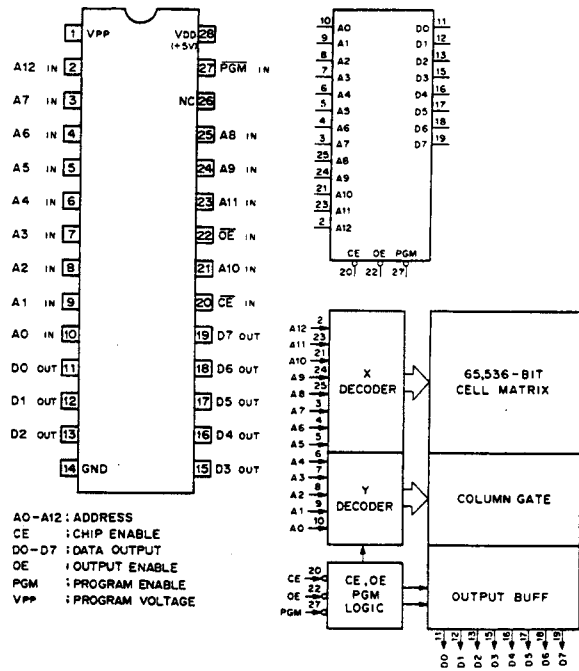 1 VPP VDD 28
(+5V)
A12 IN 2 27 PGM IN
A7 IN 3 NC 26
A6 IN 4 25 A8 IN
A5 IN 5 24 A9 IN
A4 IN 6 23 A11 IN
A3 IN 7 22 OE IN
A2 IN 8 21 A10 IN
A1 IN 9 20 CE IN
A0 IN 10 19 D7 OUT
D0 OUT 11 18 D6 OUT
D1 OUT 12 17 D5 OUT
D2 OUT 13 16 D4 OUT
14 GND 15 D3 OUT
A0-A12 : ADDRESS
CE : CHIP ENABLE
D0-D7 : DATA OUTPUT
OE : OUTPUT ENABLE
PGM : PROGRAM ENABLE
VPP : PROGRAM VOLTAGE
10 A0 D0 11
9 A1 D1 12
8 A2 D2 13
7 A3 D3 15
6 A4 D4 16
5 A5 D5 17
4 A6 D6 18
3 A7 D7 19
25 A8
24 A9
21 A10
23 A11
2 A12
CE OE PGM
20 22 27
A12 2
A11 23
A10 21
A9 24
A8 25
A7 3
A6 4
A5 5
X
DECODER
65,536-BIT
CELL MATRIX
A4 6
A3 7
A2 8
A1 9
A0 10
Y
DECODER
COLUMN GATE
CE 20
OE 22
PGM 27
CE, OE
PGM
LOGIC
OUTPUT BUFF
11 12 13 15 16 17 18 19
D0 D1 D2 D3 D4 D5 D6 D7